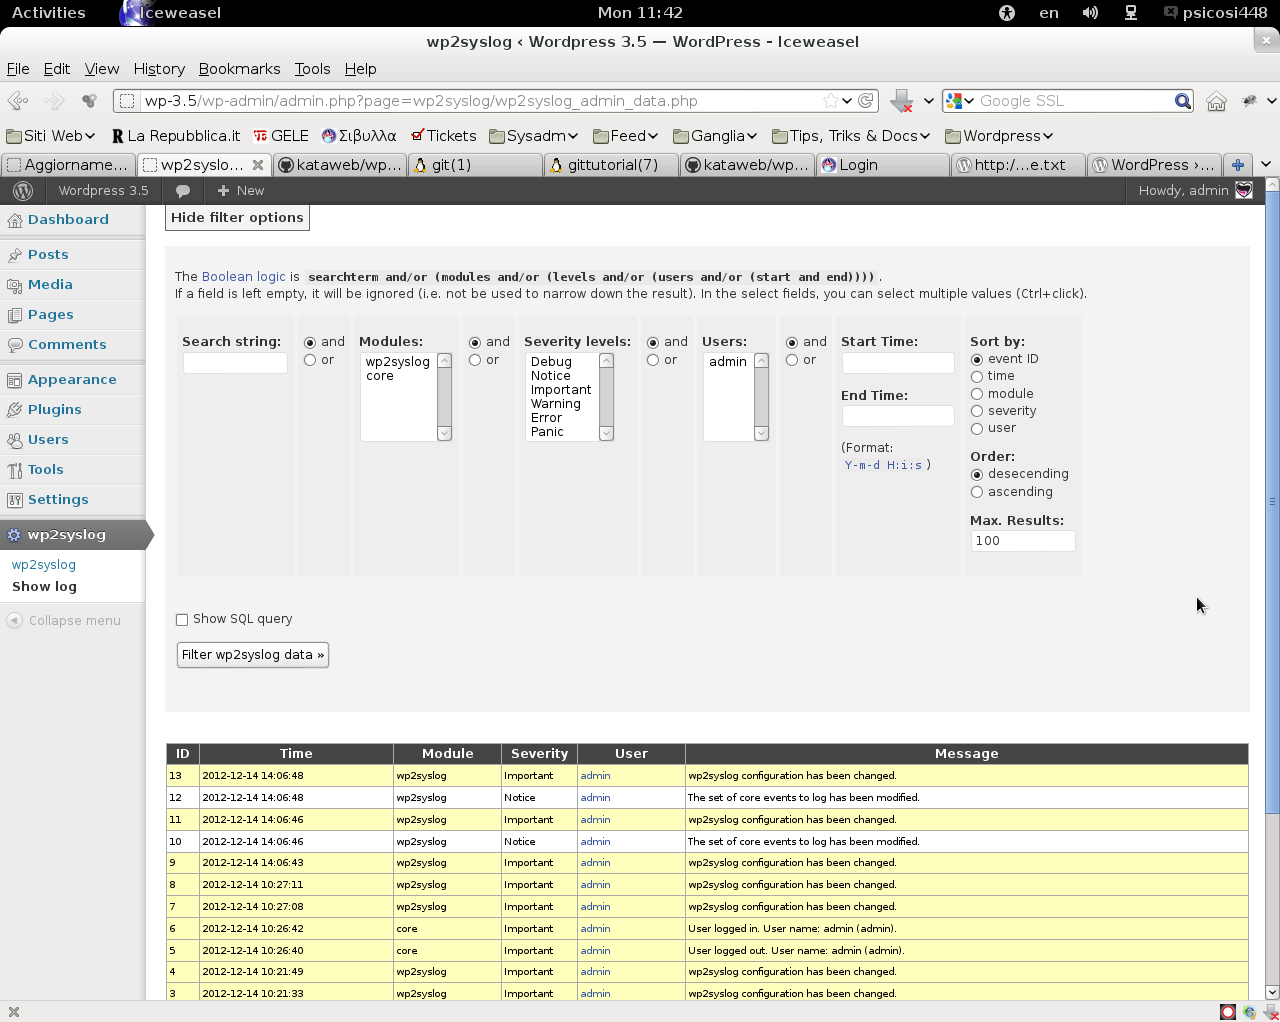 Activities Iceweasel Mon 11:42 en psicosi448
wp2syslog ‹ Wordpress 3.5 — WordPress - Iceweasel
File Edit View History Bookmarks Tools Help
wp-3.5/wp-admin/admin.php?page=wp2syslog/wp2syslog_admin_data.php Google SSL
Siti Web La Repubblica.it GELE Σιβυλλα Tickets Sysadm Feed Ganglia Tips, Triks & Docs Wordpress
Aggiorname... wp2syslo... kataweb/wp... git(1) gittutorial(7) kataweb/wp... Login http:/...e.txt WordPress ›...
Wordpress 3.5 + New Howdy, admin
Dashboard
Posts
Media
Pages
Comments
Appearance
Plugins
Users
Tools
Settings
wp2syslog
wp2syslog
Show log
Collapse menu
Hide filter options
The Boolean logic is searchterm and/or (modules and/or (levels and/or (users and/or (start and end)))) .
If a field is left empty, it will be ignored (i.e. not be used to narrow down the result). In the select fields, you can select multiple values (Ctrl+click).
Search string:
and
or
Modules:
wp2syslog
core
and
or
Severity levels:
Debug
Notice
Important
Warning
Error
Panic
and
or
Users:
admin
and
or
Start Time:
End Time:
(Format:
Y-m-d H:i:s )
Sort by:
event ID
time
module
severity
user
Order:
desecending
ascending
Max. Results:
100
Show SQL query
Filter wp2syslog data »
ID Time Module Severity User Message
13 2012-12-14 14:06:48 wp2syslog Important admin wp2syslog configuration has been changed.
12 2012-12-14 14:06:48 wp2syslog Notice admin The set of core events to log has been modified.
11 2012-12-14 14:06:46 wp2syslog Important admin wp2syslog configuration has been changed.
10 2012-12-14 14:06:46 wp2syslog Notice admin The set of core events to log has been modified.
9 2012-12-14 14:06:43 wp2syslog Important admin wp2syslog configuration has been changed.
8 2012-12-14 10:27:11 wp2syslog Important admin wp2syslog configuration has been changed.
7 2012-12-14 10:27:08 wp2syslog Important admin wp2syslog configuration has been changed.
6 2012-12-14 10:26:42 core Important admin User logged in. User name: admin (admin).
5 2012-12-14 10:26:40 core Important admin User logged out. User name: admin (admin).
4 2012-12-14 10:21:49 wp2syslog Important admin wp2syslog configuration has been changed.
3 2012-12-14 10:21:33 wp2syslog Important admin wp2syslog configuration has been changed.